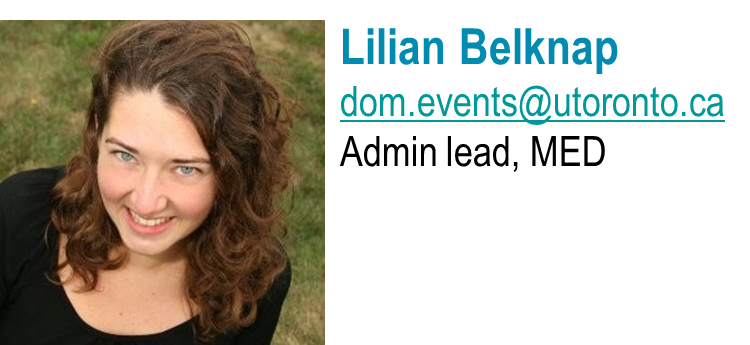 Lilian Belknap
dom.events@utoronto.ca
Admin lead, MED